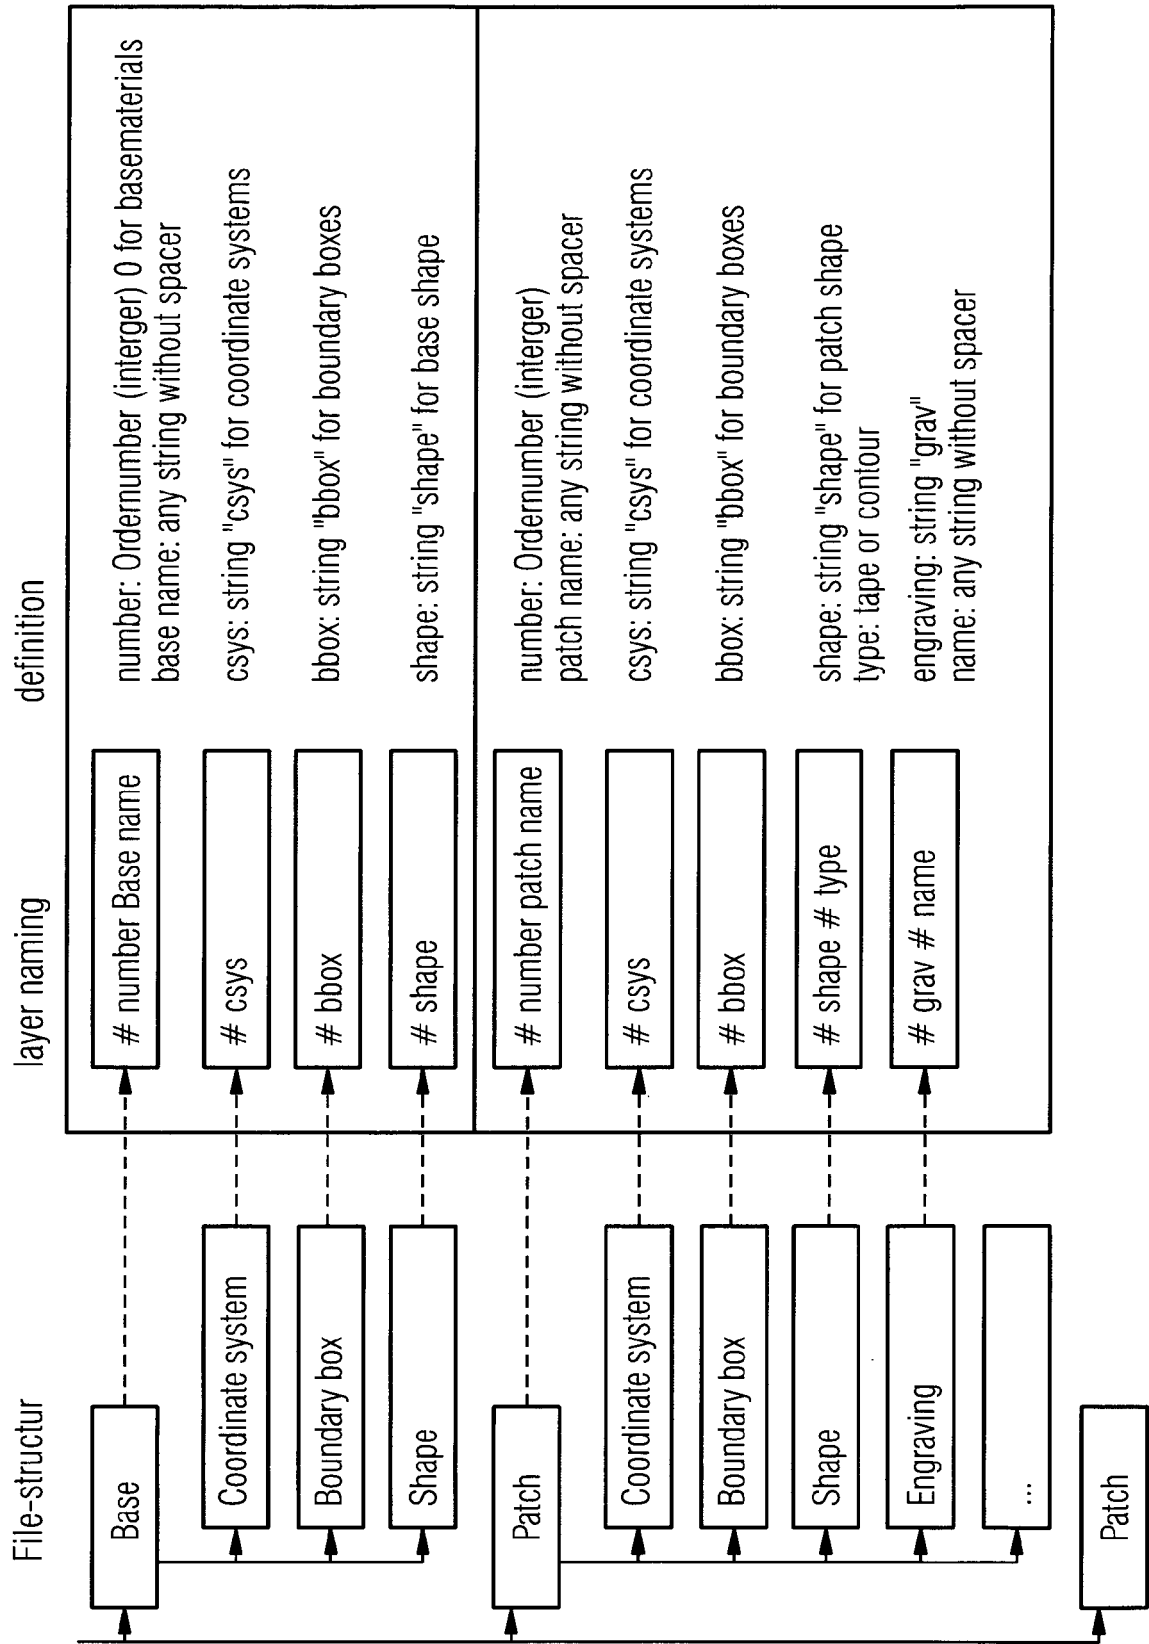 File-structur
layer naming
definition
Base
# number Base name
number: Ordernumber (interger) 0 for basematerials
base name: any string without spacer
Coordinate system
# csys
csys: string "csys" for coordinate systems
Boundary box
# bbox
bbox: string "bbox" for boundary boxes
Shape
# shape
shape: string "shape" for base shape
Patch
# number patch name
number: Ordernumber (interger)
patch name: any string without spacer
Coordinate system
# csys
csys: string "csys" for coordinate systems
Boundary box
# bbox
bbox: string "bbox" for boundary boxes
Shape
# shape # type
shape: string "shape" for patch shape
type: tape or contour
Engraving
# grav # name
engraving: string "grav"
name: any string without spacer
...
Patch